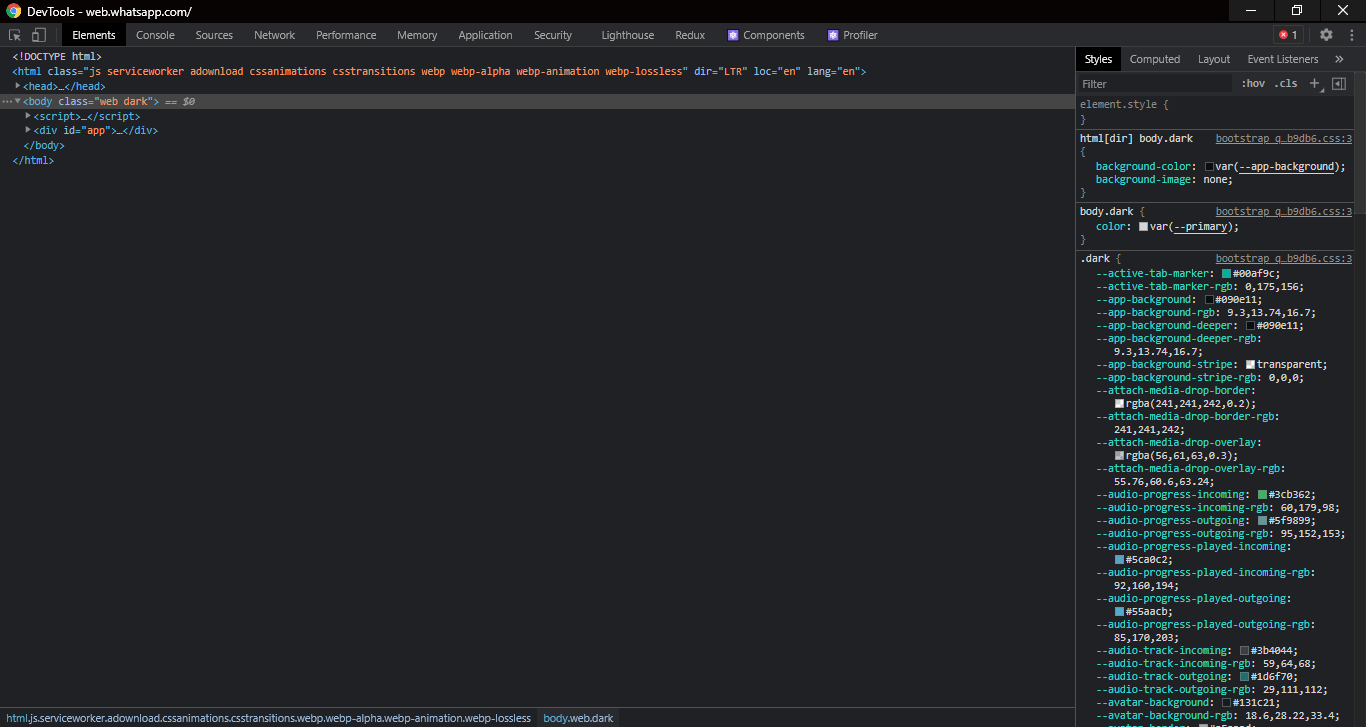 DevTools - web.whatsapp.com/
Elements Console Sources Network Performance Memory Application Security Lighthouse Redux Components Profiler 1
<!DOCTYPE html>
<html class="js serviceworker adownload cssanimations csstransitions webp webp-alpha webp-animation webp-lossless" dir="LTR" loc="en" lang="en">
<head>…</head>
<body class="web dark"> == $0
<script>…</script>
<div id="app">…</div>
</body>
</html>
html.js.serviceworker.adownload.cssanimations.csstransitions.webp.webp-alpha.webp-animation.webp-lossless body.web.dark
Styles Computed Layout Event Listeners »
Filter :hov .cls +
element.style {
}
html[dir] body.dark bootstrap_q…b9db6.css:3
{
background-color: var(--app-background);
background-image: none;
}
body.dark { bootstrap_q…b9db6.css:3
color: var(--primary);
}
.dark { bootstrap_q…b9db6.css:3
--active-tab-marker: #00af9c;
--active-tab-marker-rgb: 0,175,156;
--app-background: #090e11;
--app-background-rgb: 9.3,13.74,16.7;
--app-background-deeper: #090e11;
--app-background-deeper-rgb:
9.3,13.74,16.7;
--app-background-stripe: transparent;
--app-background-stripe-rgb: 0,0,0;
--attach-media-drop-border:
rgba(241,241,242,0.2);
--attach-media-drop-border-rgb:
241,241,242;
--attach-media-drop-overlay:
rgba(56,61,63,0.3);
--attach-media-drop-overlay-rgb:
55.76,60.6,63.24;
--audio-progress-incoming: #3cb362;
--audio-progress-incoming-rgb: 60,179,98;
--audio-progress-outgoing: #5f9899;
--audio-progress-outgoing-rgb: 95,152,153;
--audio-progress-played-incoming:
#5ca0c2;
--audio-progress-played-incoming-rgb:
92,160,194;
--audio-progress-played-outgoing:
#55aacb;
--audio-progress-played-outgoing-rgb:
85,170,203;
--audio-track-incoming: #3b4044;
--audio-track-incoming-rgb: 59,64,68;
--audio-track-outgoing: #1d6f70;
--audio-track-outgoing-rgb: 29,111,112;
--avatar-background: #131c21;
--avatar-background-rgb: 18.6,28.22,33.4;